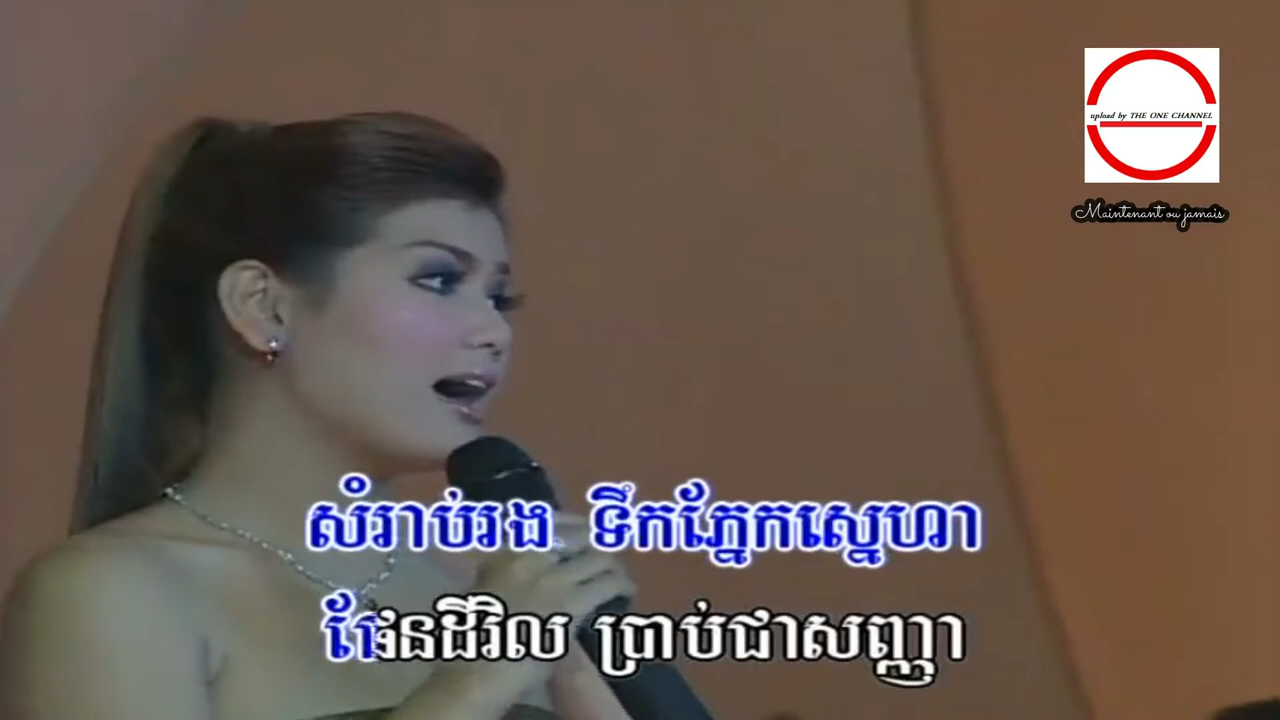 upload by THE ONE CHANNEL
Maintenant ou jamais
សំរាប់រង ទឹកភ្នែកស្នេហា
ផែនដីវិល ប្រាប់ជាសញ្ញា